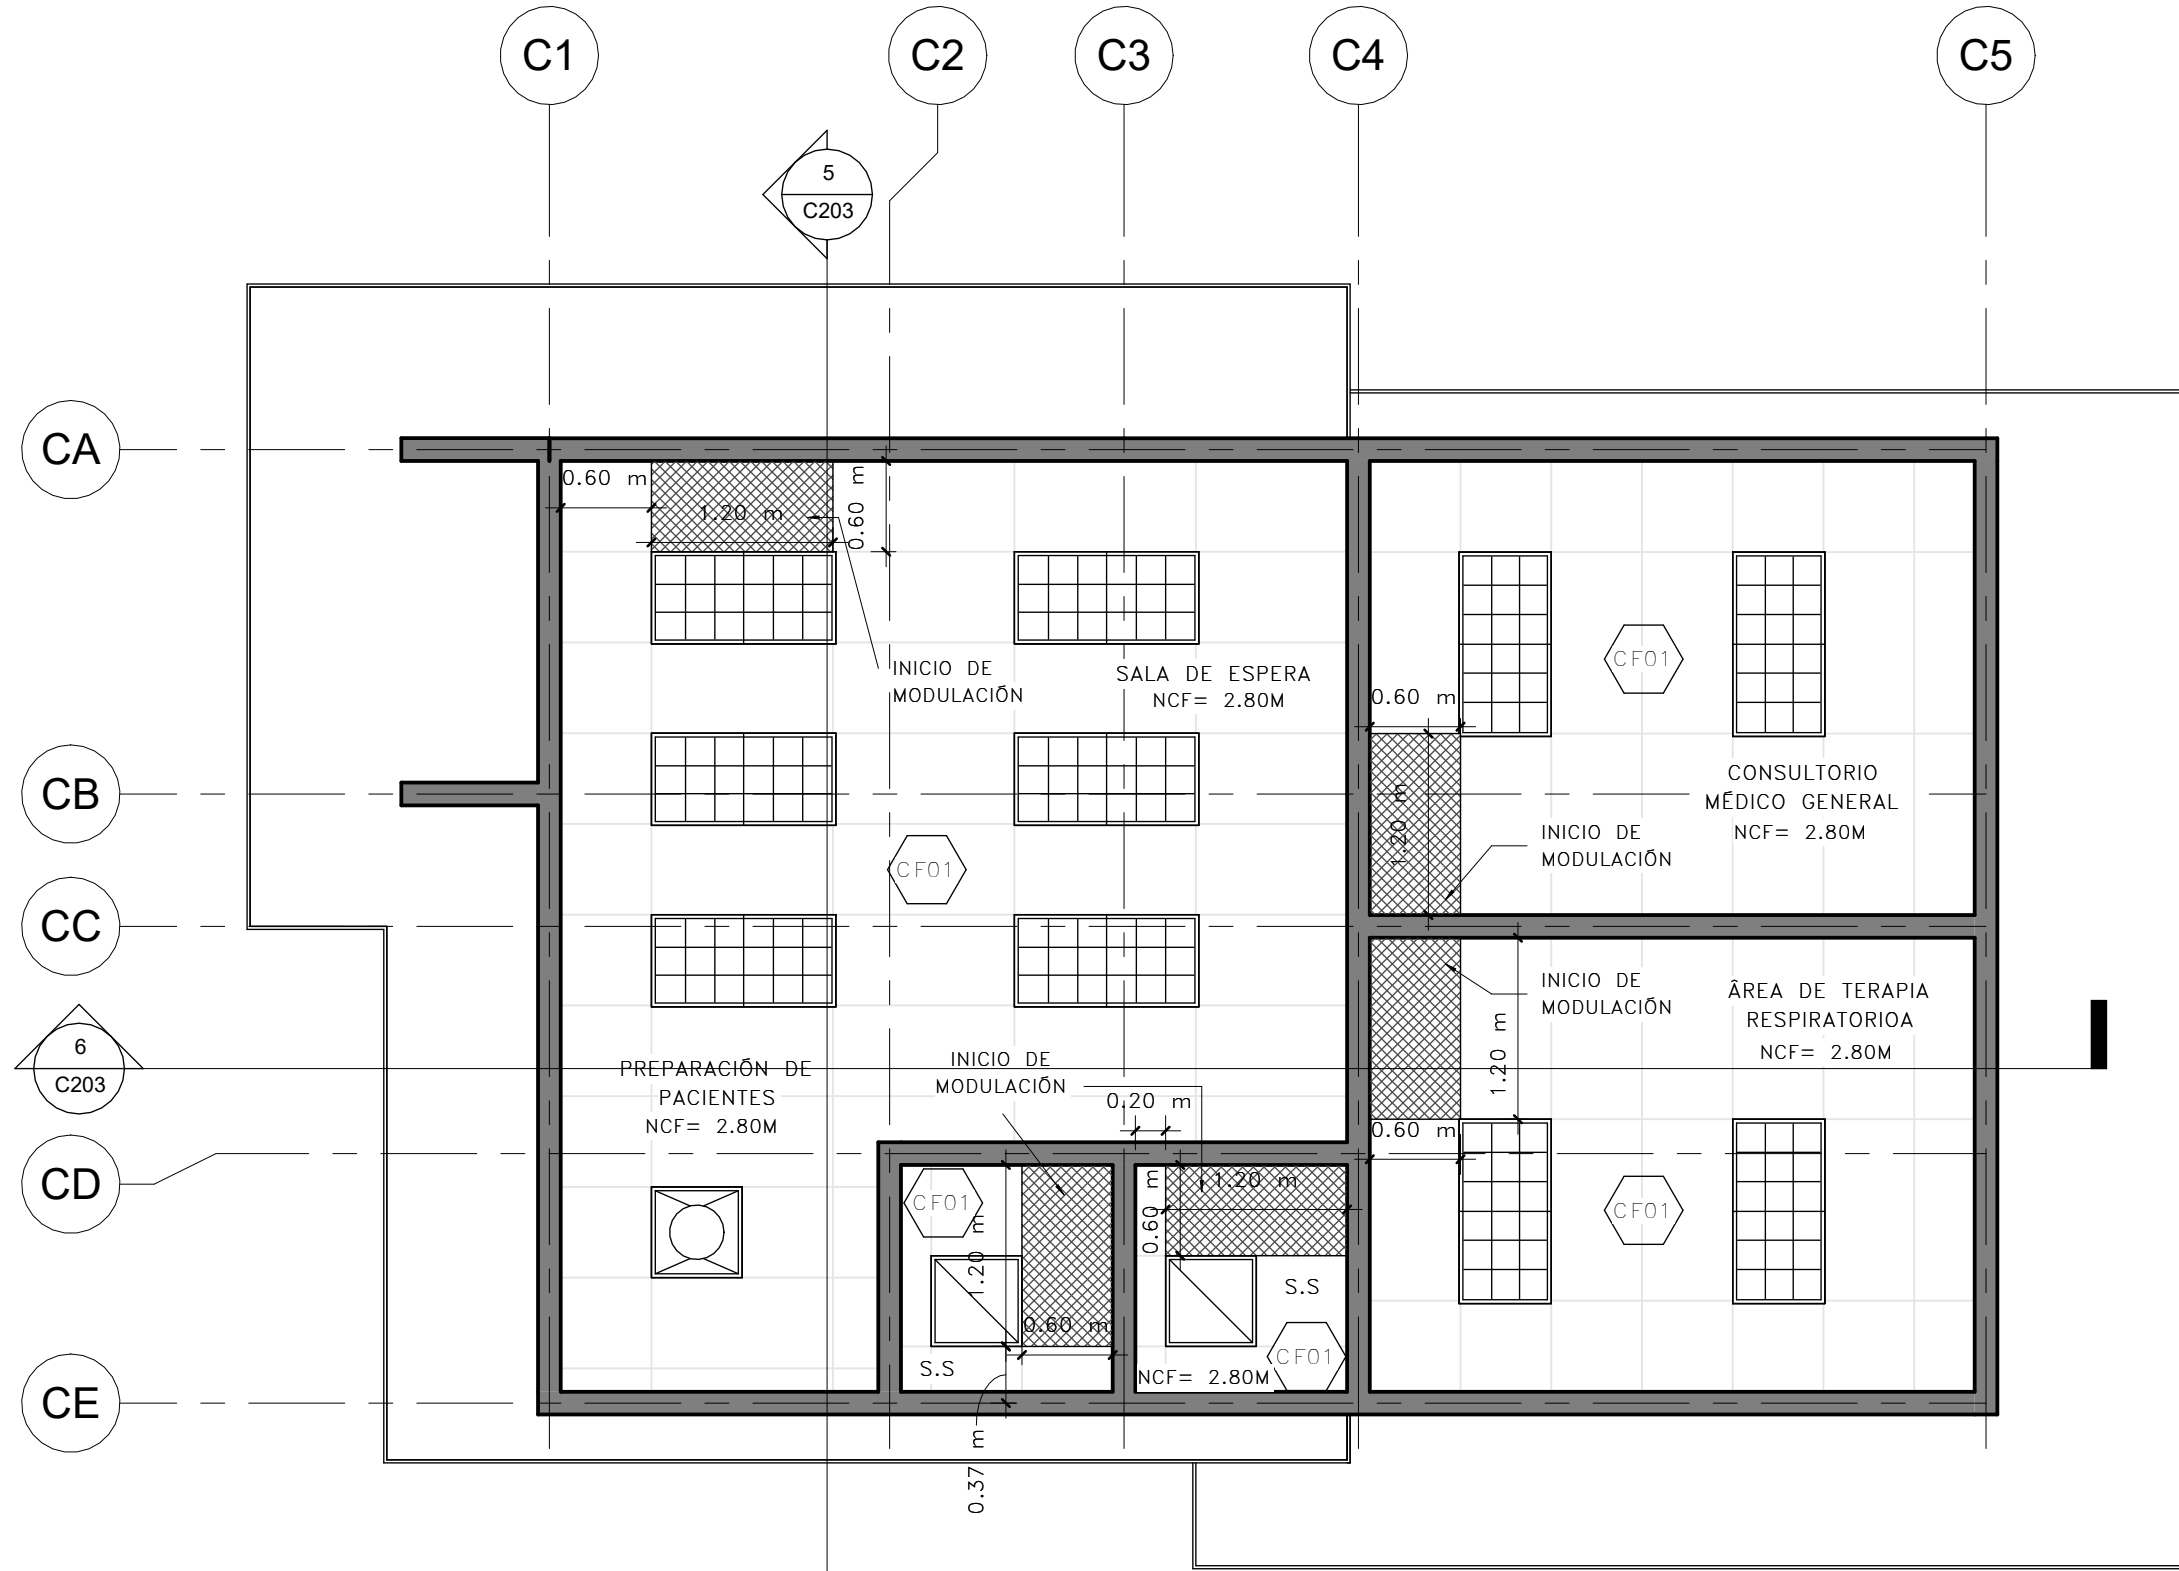 C1
C2
C3
C4
C5
5
C203
CA
0.60 m
1.20 m
0.60 m
INICIO DE
MODULACIÓN
SALA DE ESPERA
NCF= 2.80M
CF01
0.60 m
CONSULTORIO
MÉDICO GENERAL
NCF= 2.80M
CB
1.20 m
INICIO DE
MODULACIÓN
CF01
CC
INICIO DE
MODULACIÓN
ÂREA DE TERAPIA
RESPIRATORIOA
NCF= 2.80M
1.20 m
6
C203
PREPARACIÓN DE
PACIENTES
NCF= 2.80M
INICIO DE
MODULACIÓN
0.20 m
0.60 m
CD
CF01
1.20 m
0.60 m
1.20 m
CF01
S.S
0.60 m
S.S
CF01
NCF= 2.80M
CE
0.37 m